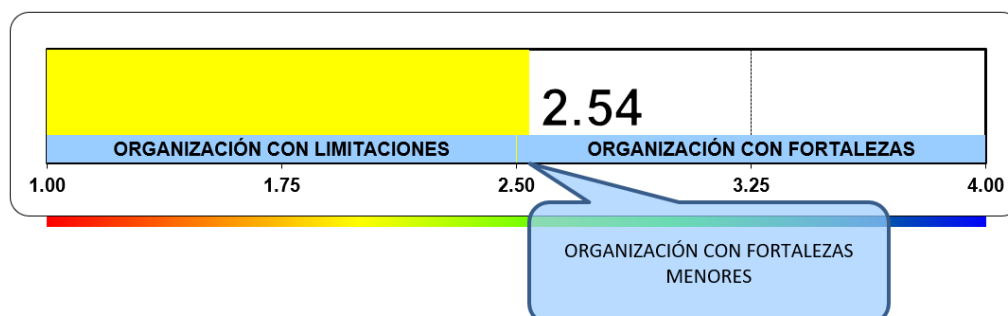 2.54
ORGANIZACIÓN CON LIMITACIONES ORGANIZACIÓN CON FORTALEZAS
1.00 1.75 2.50 3.25 4.00
ORGANIZACIÓN CON FORTALEZAS
MENORES